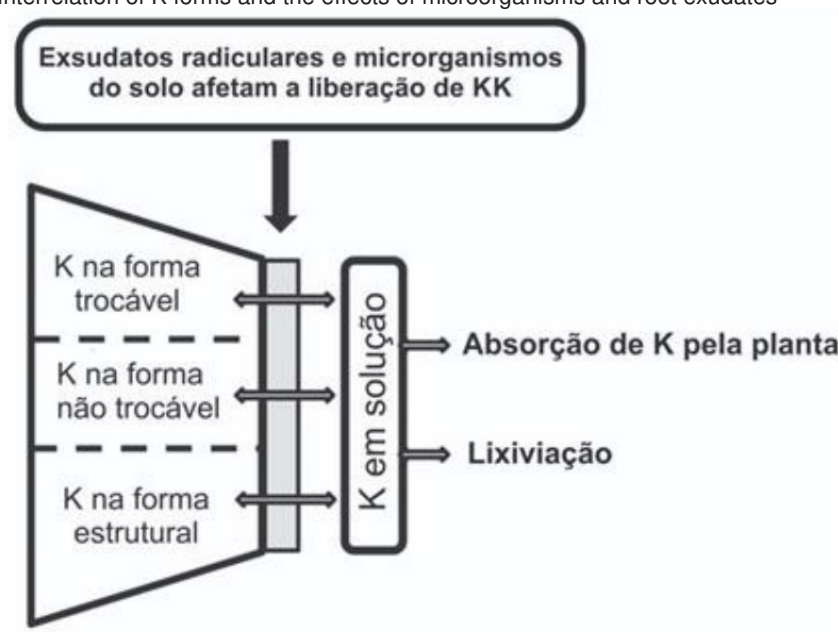 interrelation of K forms and the effects of microorganisms and root exudates
Exsudatos radiculares e microrganismos
do solo afetam a liberação de KK
K na forma
trocável
K na forma
não trocável
K na forma
estrutural
K em solução
Absorção de K pela planta
Lixiviação